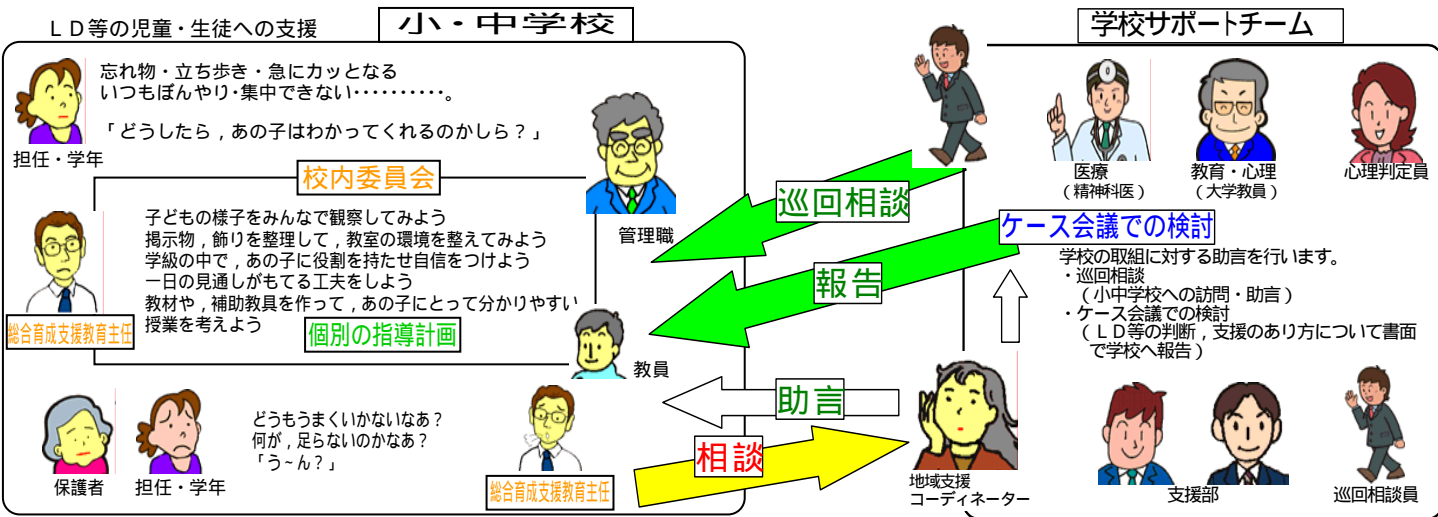 ＬＤ等の児童・生徒への支援
小・中学校
忘れ物・立ち歩き・急にカッとなる
いつもぼんやり・集中できない・・・・・・・・・・。
「どうしたら，あの子はわかってくれるのかしら？」
担任・学年
校内委員会
子どもの様子をみんなで観察してみよう
掲示物，飾りを整理して，教室の環境を整えてみよう
学級の中で，あの子に役割を持たせ自信をつけよう
一日の見通しがもてる工夫をしよう
教材や，補助教具を作って，あの子にとって分かりやすい
授業を考えよう
総合育成支援教育主任
個別の指導計画
管理職
教員
保護者
担任・学年
どうもうまくいかないなあ？
何が，足らないのかなあ？
「う~ん？」
総合育成支援教育主任
巡回相談
報告
助言
相談
地域支援
コーディネーター
学校サポートチーム
医療
（精神科医）
教育・心理
（大学教員）
心理判定員
ケース会議での検討
学校の取組に対する助言を行います。
・巡回相談
（小中学校への訪問・助言）
・ケース会議での検討
（ＬＤ等の判断，支援のあり方について書面
で学校へ報告）
支援部
巡回相談員